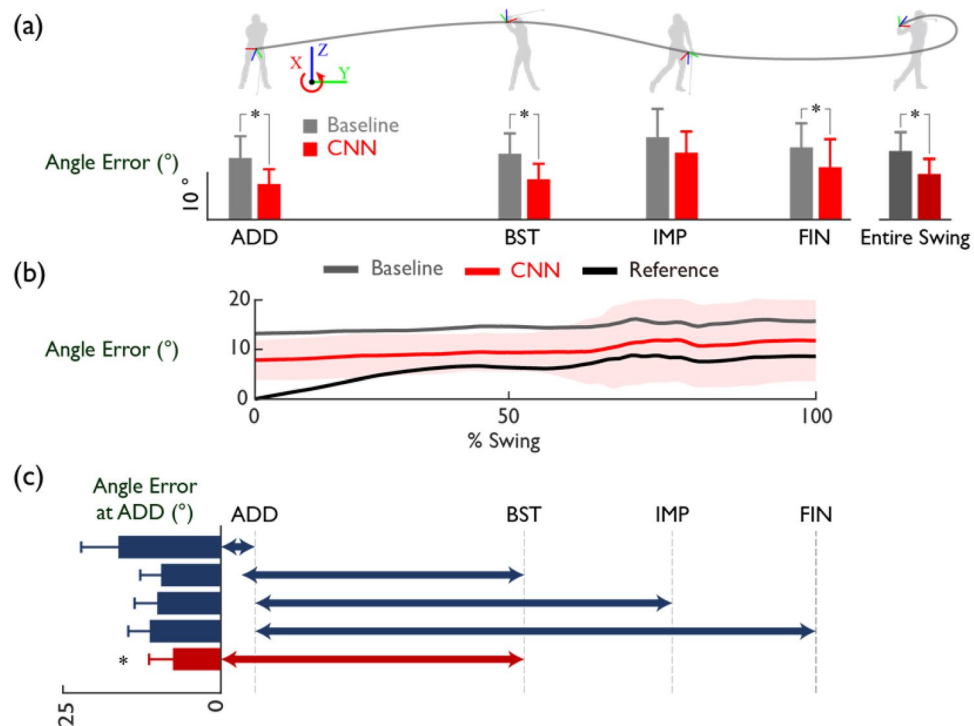 (a)
X Z Y
* * * *
Baseline
CNN
Angle Error (°)
10 °
ADD BST IMP FIN Entire Swing
(b)
Baseline CNN Reference
20
Angle Error (°)
10
0
0 50 100
% Swing
(c)
Angle Error
at ADD (°)
ADD BST IMP FIN
*
25 0